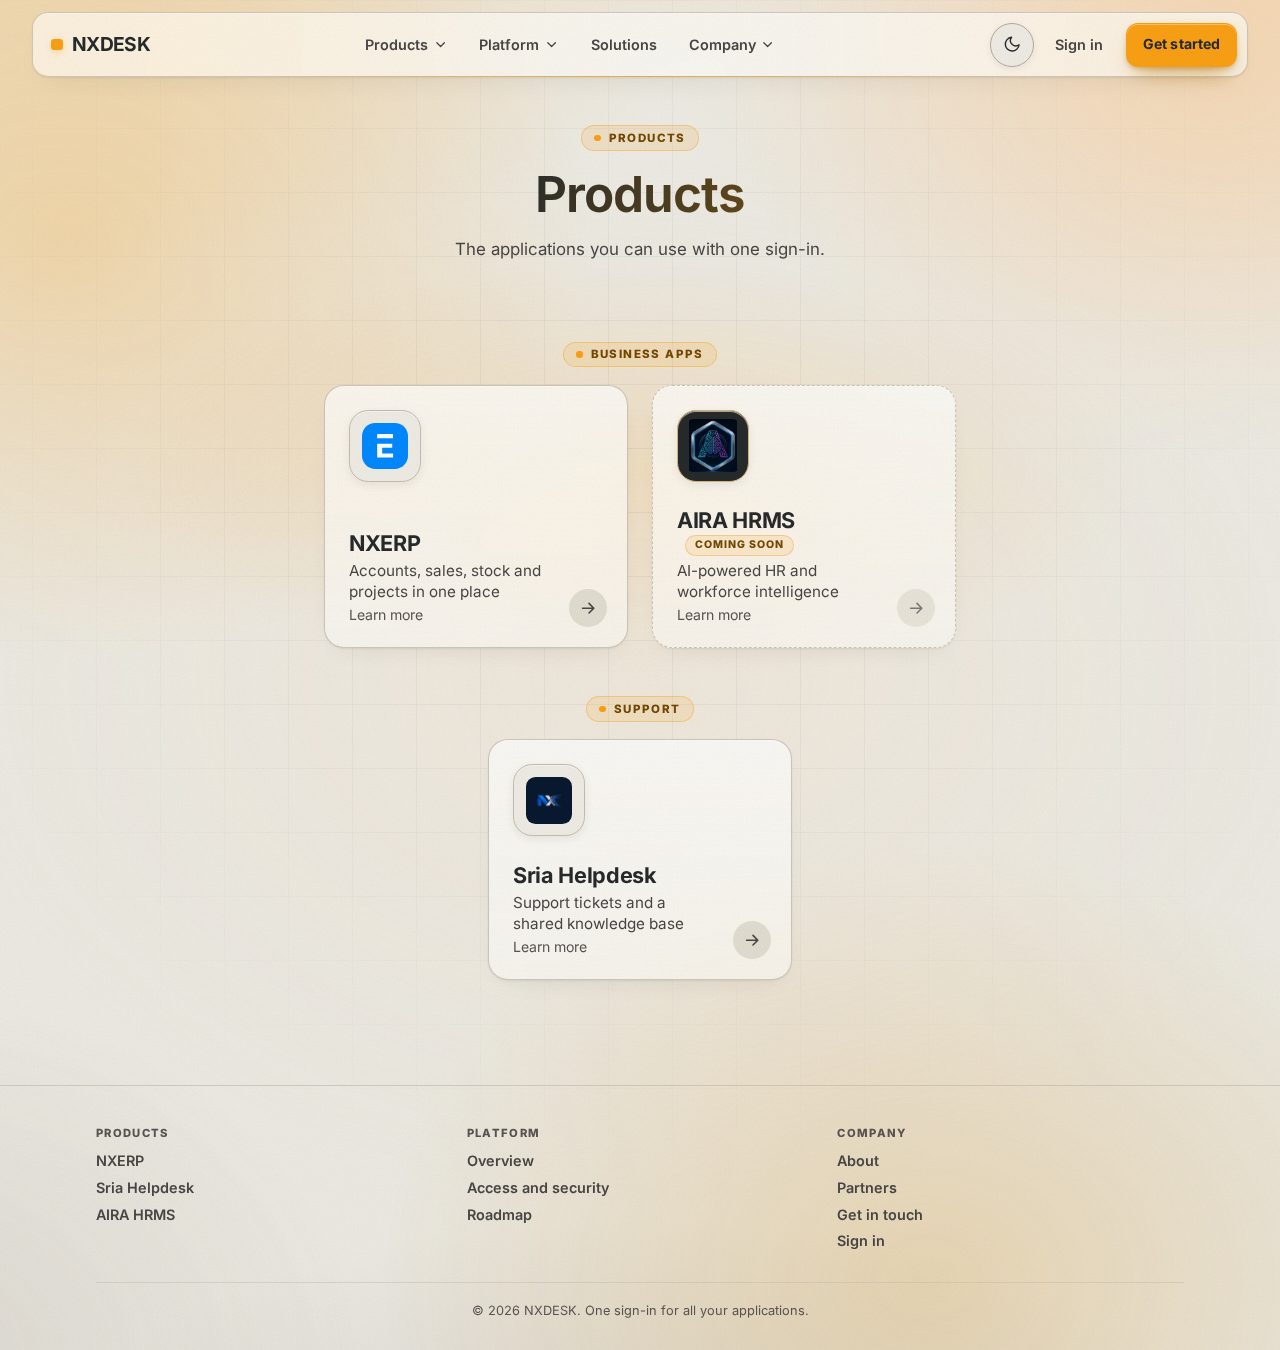 NXDESK
Products
Platform
Solutions
Company
Sign in
Get started
PRODUCTS
Products
The applications you can use with one sign-in.
BUSINESS APPS
NXERP
Accounts, sales, stock and
projects in one place
Learn more
AIRA HRMS
COMING SOON
AI-powered HR and
workforce intelligence
Learn more
SUPPORT
NX
Sria Helpdesk
Support tickets and a
shared knowledge base
Learn more
PRODUCTS
NXERP
Sria Helpdesk
AIRA HRMS
PLATFORM
Overview
Access and security
Roadmap
COMPANY
About
Partners
Get in touch
Sign in
© 2026 NXDESK. One sign-in for all your applications.